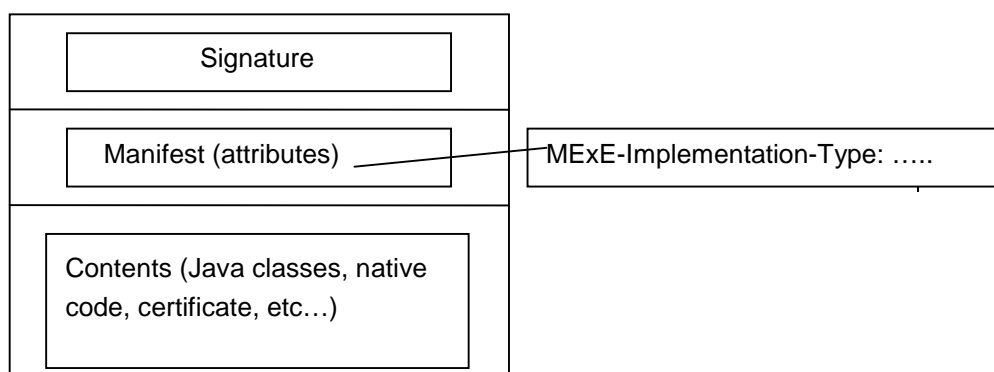 Signature
Manifest (attributes)
MExE-Implementation-Type: …..
Contents (Java classes, native
code, certificate, etc…)